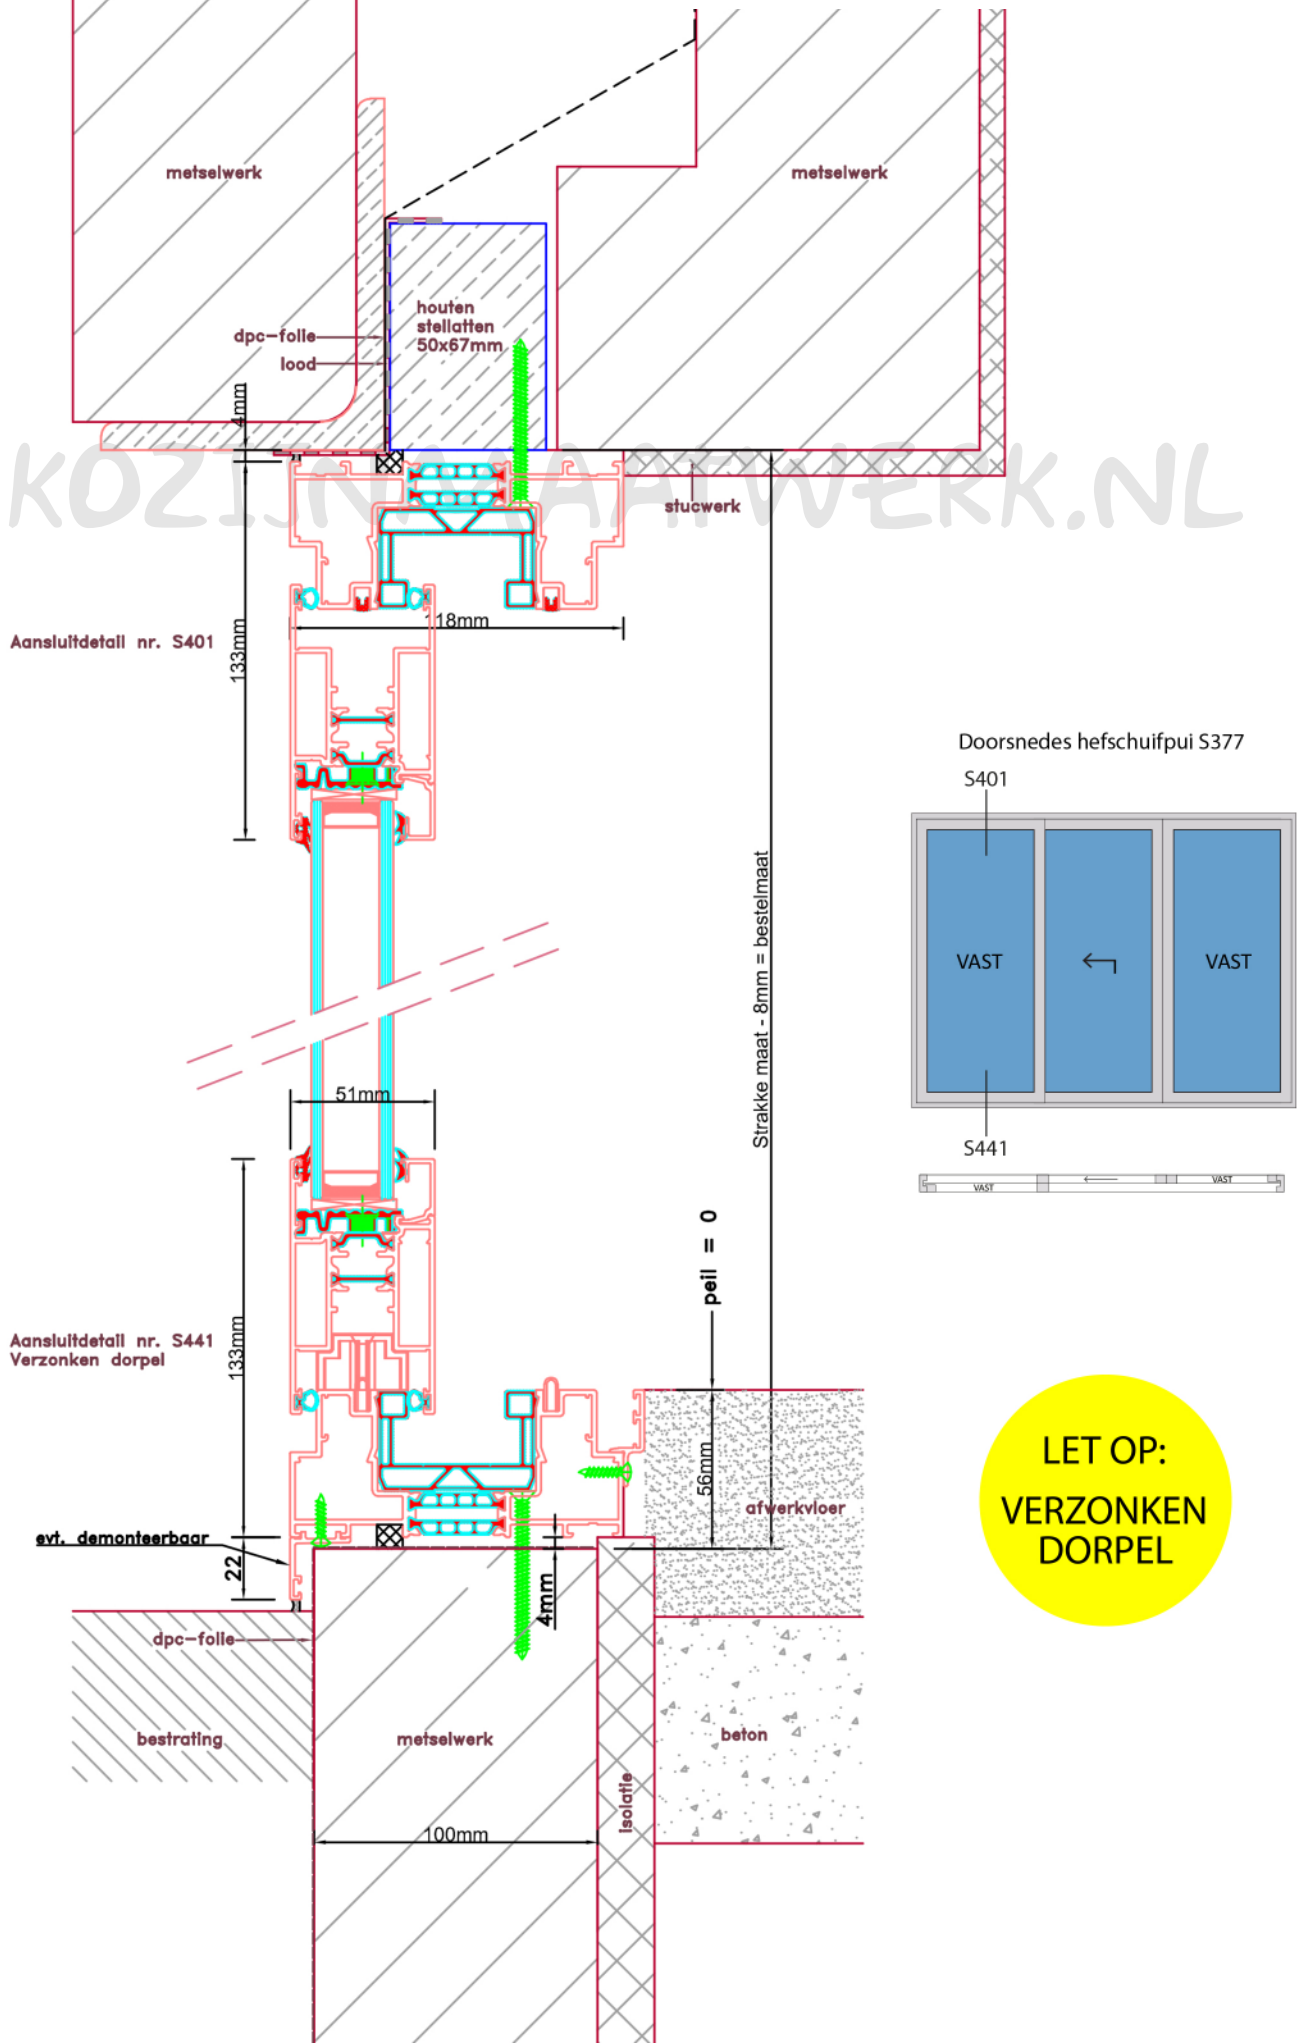 metselwerk
metselwerk
houten
stellatten
50x67mm
dpc-folie
lood
4mm
KOZIJNMAATWERK.NL
stucwerk
118mm
Aansluitdetail nr. S401
133mm
Doorsnedes hefschuifpui S377
S401
VAST
VAST
S441
VAST
VAST
Strakke maat - 8mm = bestelmaat
51mm
peil = 0
Aansluitdetail nr. S441
Verzonken dorpel
133mm
56mm
afwerkvloer
LET OP:
VERZONKEN
DORPEL
evt. demonteerbaar
22
4mm
dpc-folie
bestrating
metselwerk
beton
isolatie
100mm